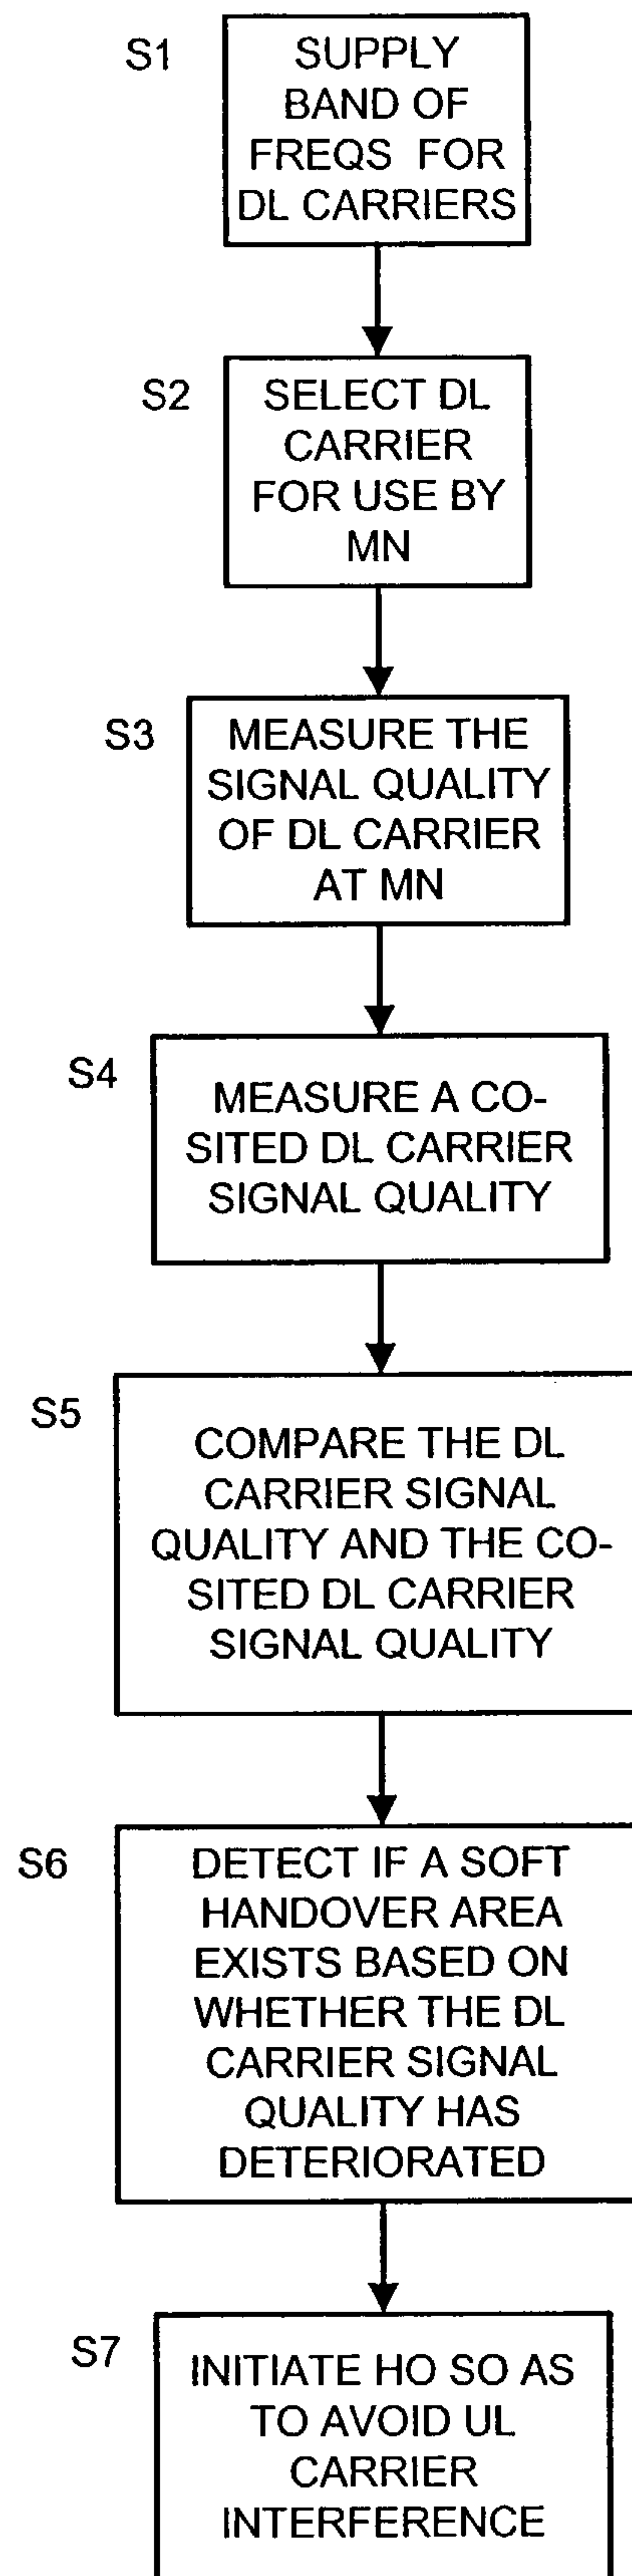 S1
SUPPLY
BAND OF
FREQS FOR
DL CARRIERS
S2
SELECT DL
CARRIER
FOR USE BY
MN
S3
MEASURE THE
SIGNAL QUALITY
OF DL CARRIER
AT MN
S4
MEASURE A CO-
SITED DL CARRIER
SIGNAL QUALITY
S5
COMPARE THE DL
CARRIER SIGNAL
QUALITY AND THE CO-
SITED DL CARRIER
SIGNAL QUALITY
S6
DETECT IF A SOFT
HANDOVER AREA
EXISTS BASED ON
WHETHER THE DL
CARRIER SIGNAL
QUALITY HAS
DETERIORATED
S7
INITIATE HO SO AS
TO AVOID UL
CARRIER
INTERFERENCE